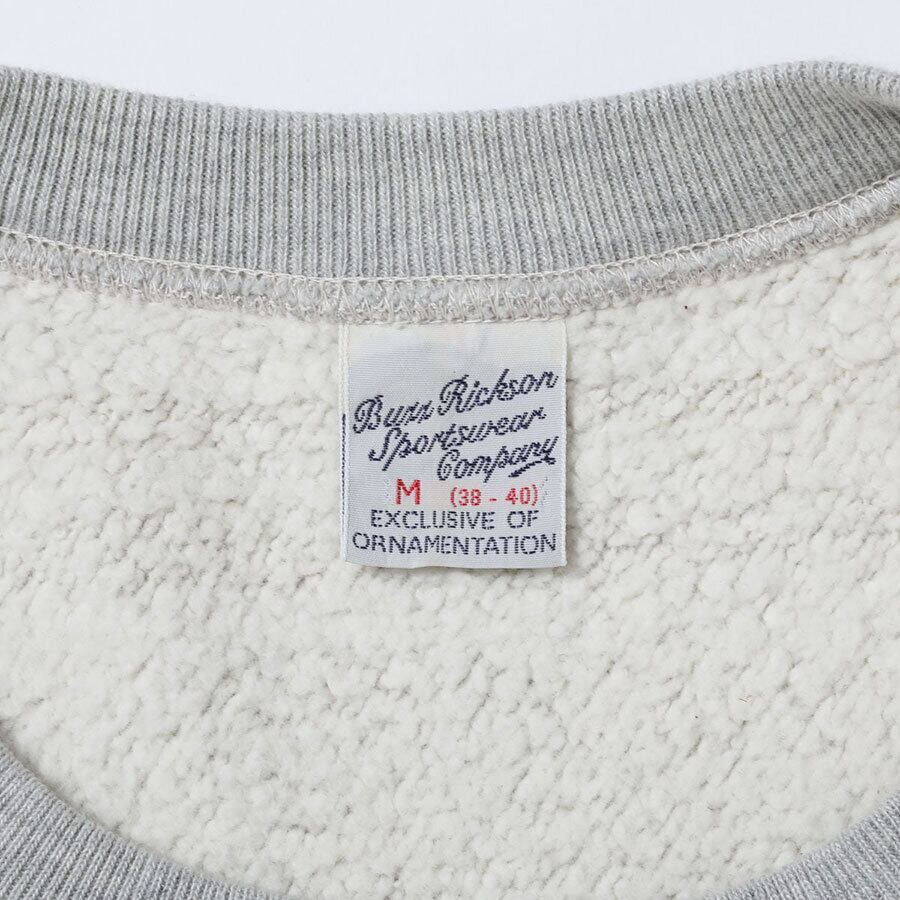 Buzz Rickson
Sportswear
Company
M (38 - 40)
EXCLUSIVE OF
ORNAMENTATION